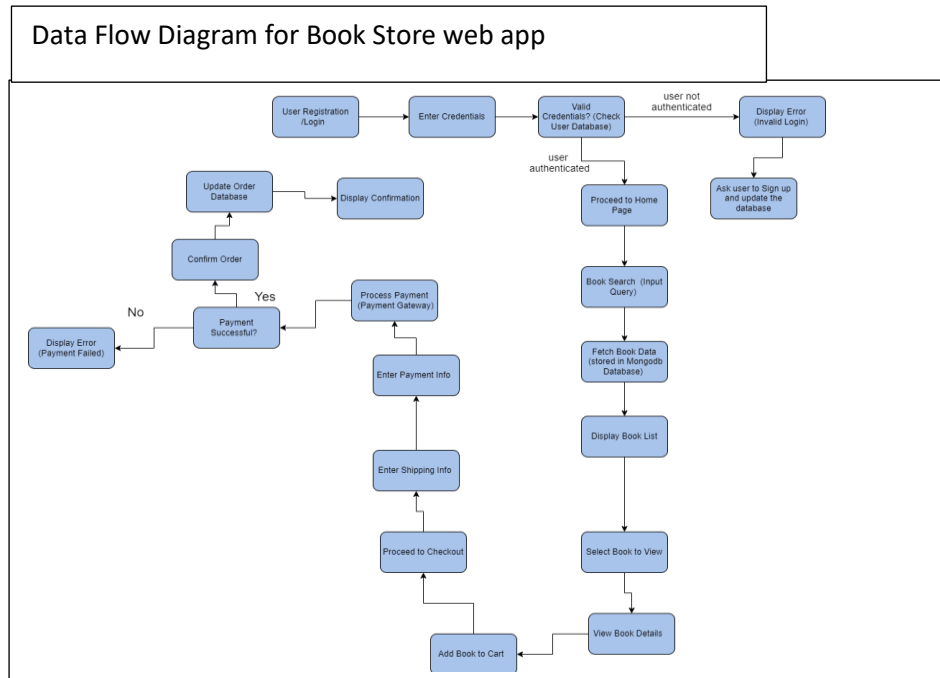 Data Flow Diagram for Book Store web app
User Registration
/Login
Enter Credentials
Valid
Credentials? (Check
User Database)
user not
authenticated
Display Error
(Invalid Login)
Ask user to Sign up
and update the
database
user
authenticated
Proceed to Home
Page
Book Search  (Input
Query)
Fetch Book Data
(stored in Mongodb
Database)
Display Book List
Select Book to View
View Book Details
Add Book to Cart
Proceed to Checkout
Enter Shipping Info
Enter Payment Info
Process Payment
(Payment Gateway)
Payment
Successful?
No
Display Error
(Payment Failed)
Yes
Confirm Order
Update Order
Database
Display Confirmation